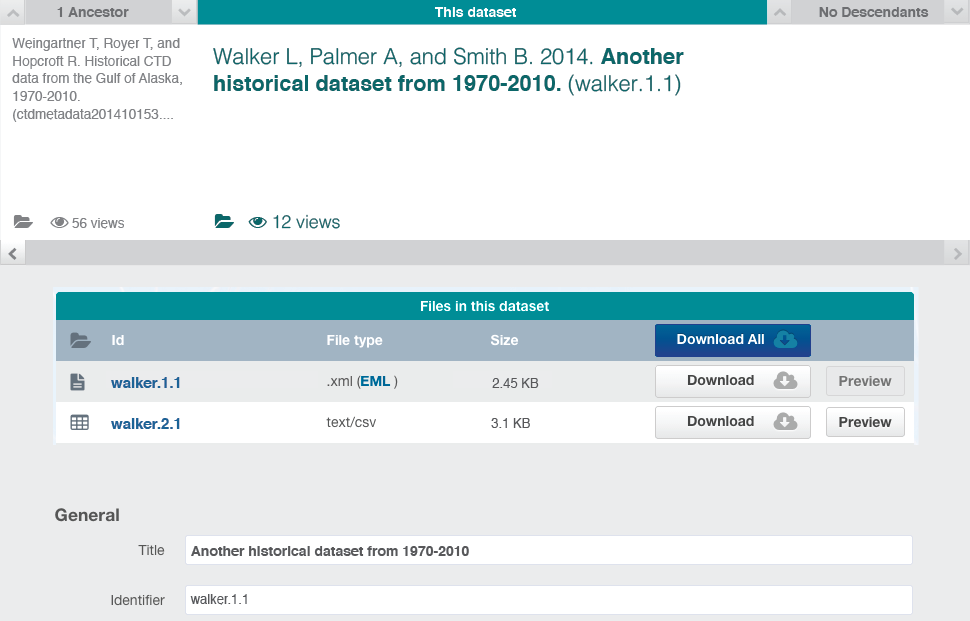 1 Ancestor
This dataset
No Descendants
Weingartner T, Royer T, and
Hopcroft R. Historical CTD
data from the Gulf of Alaska,
1970-2010.
(ctdmetadata201410153....
56 views
Walker L, Palmer A, and Smith B. 2014. Another
historical dataset from 1970-2010. (walker.1.1)
12 views
Files in this dataset
Id File type Size Download All
walker.1.1 .xml (EML ) 2.45 KB Download Preview
walker.2.1 text/csv 3.1 KB Download Preview
General
Title Another historical dataset from 1970-2010
Identifier walker.1.1